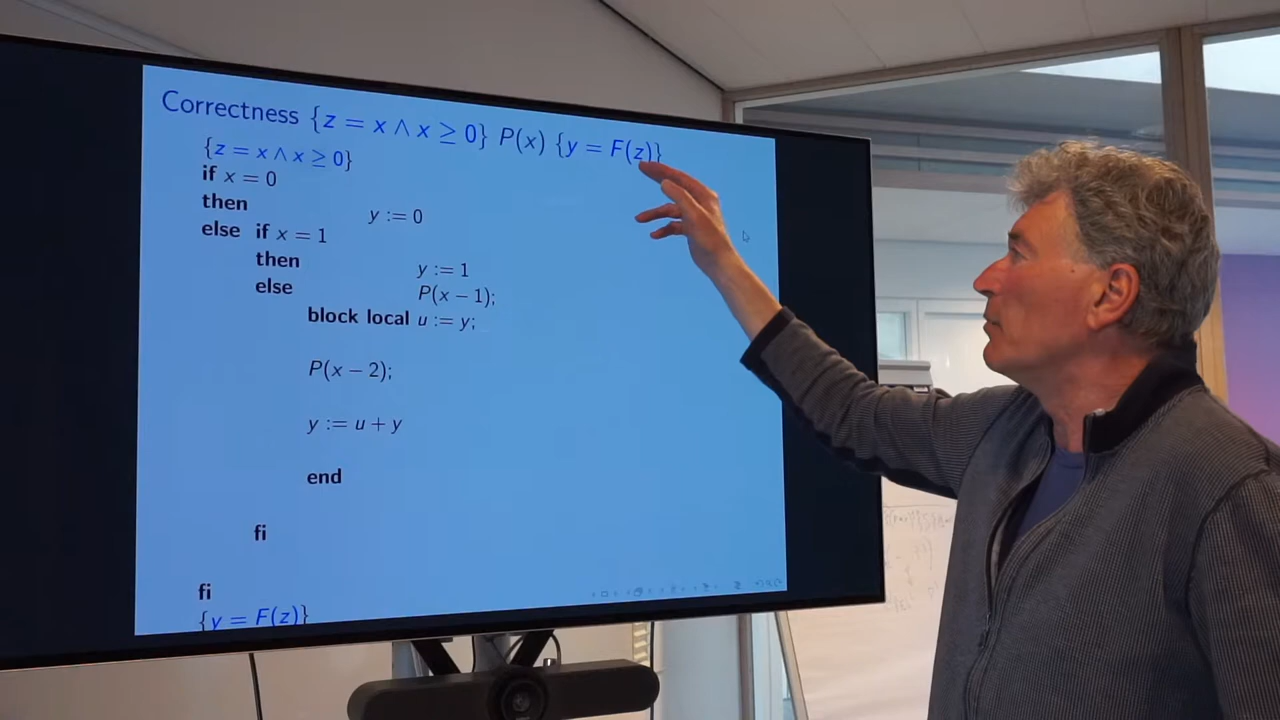 Correctness {z = x ∧ x ≥ 0} P(x) {y = F(z)}
{z = x ∧ x ≥ 0}
if x = 0
then y := 0
else if x = 1
then y := 1
else P(x − 1);
block local u := y;
P(x − 2);
y := u + y
end
fi
fi
{y = F(z)}